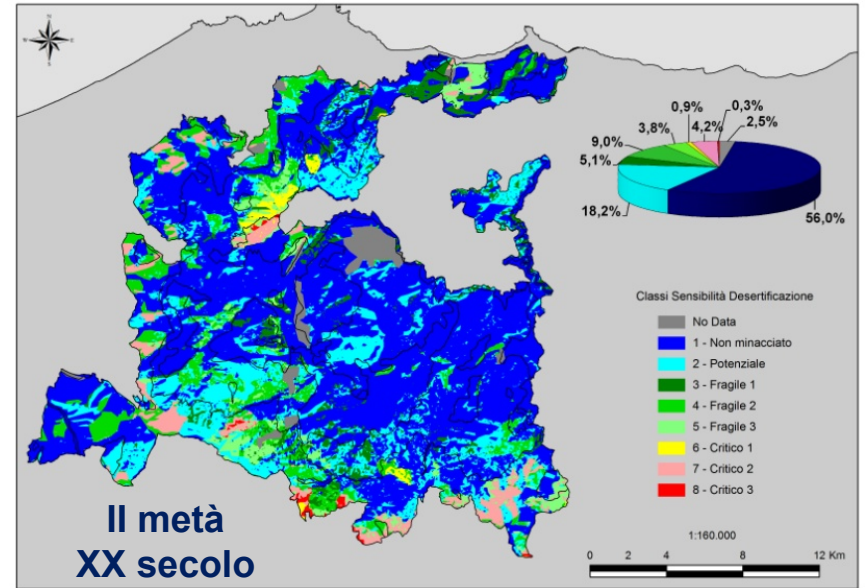 0,9%
0,3%
3,8%
4,2%
2,5%
9,0%
5,1%
18,2%
56,0%
Classi Sensibilità Desertificazione
No Data
1 - Non minacciato
2 - Potenziale
3 - Fragile 1
4 - Fragile 2
5 - Fragile 3
6 - Critico 1
7 - Critico 2
8 - Critico 3
II metà
XX secolo
1:160.000
0 2 4 8 12 Km